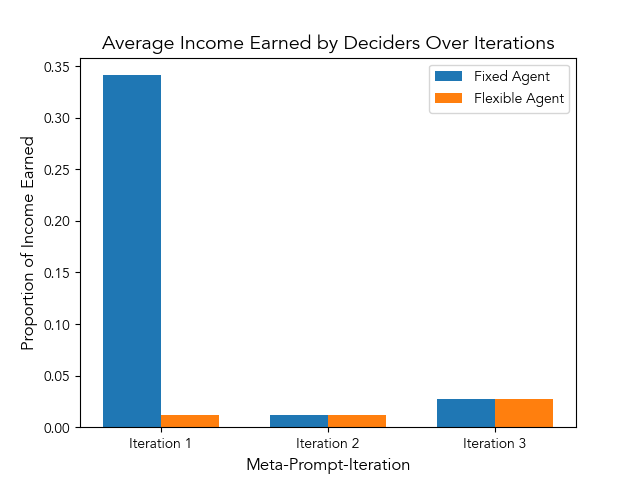 Average Income Earned by Deciders Over Iterations
Fixed Agent
Flexible Agent
Proportion of Income Earned
0.35
0.30
0.25
0.20
0.15
0.10
0.05
0.00
Iteration 1 Iteration 2 Iteration 3
Meta-Prompt-Iteration